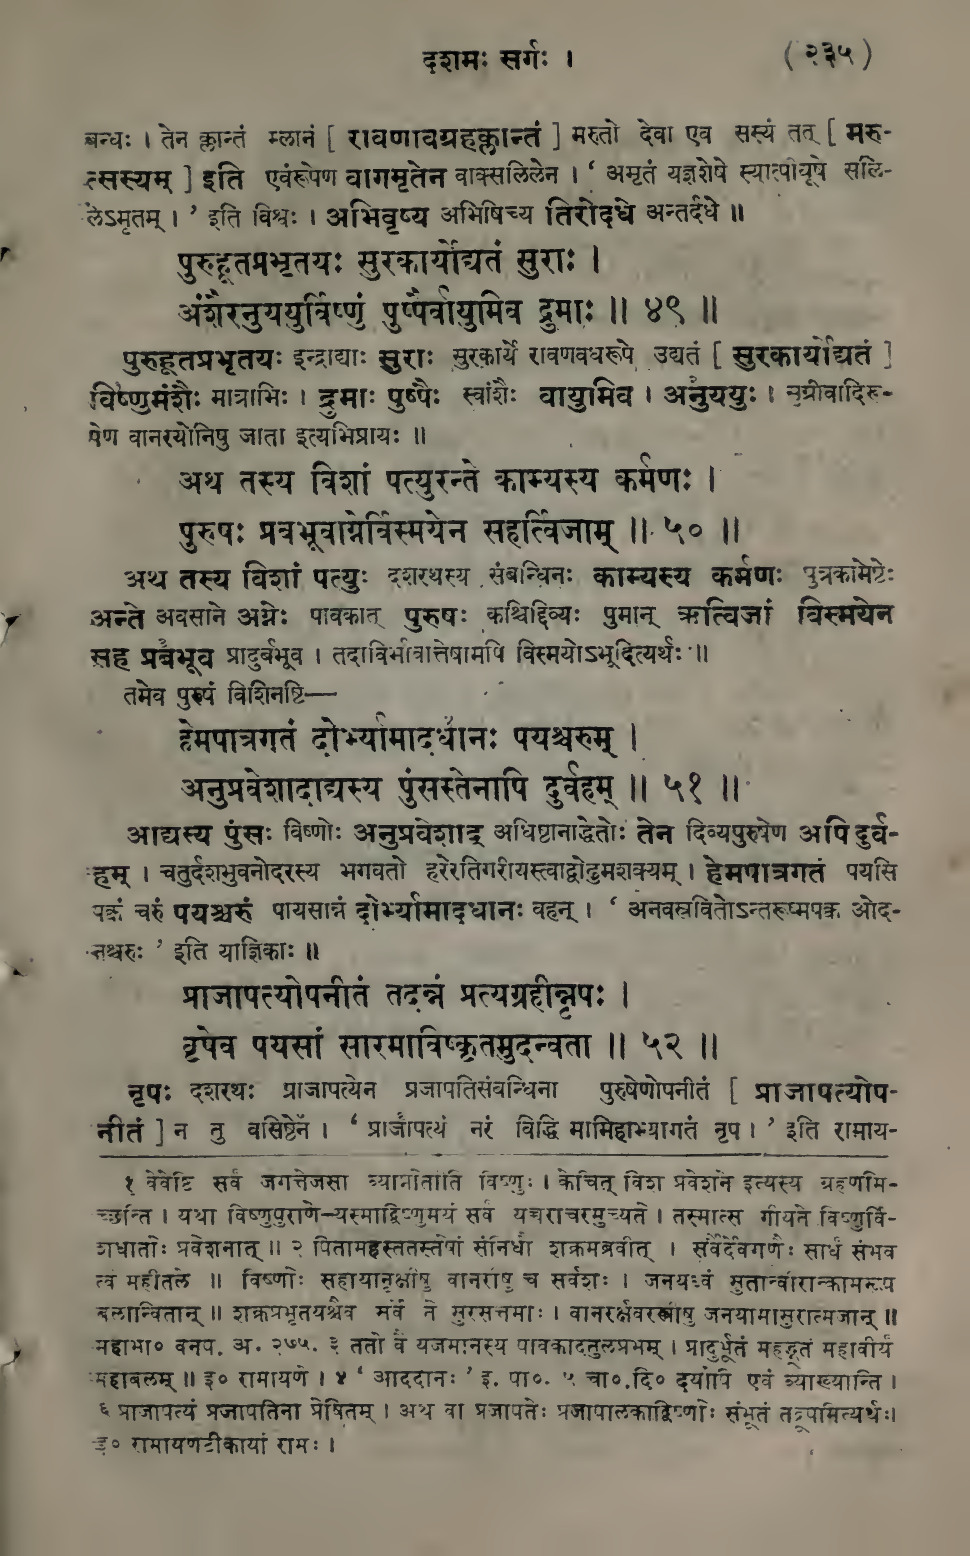 दशमः सर्गः ।
(२३५)
बन्धः । तेन क्लान्तं म्लानं [ रावणावग्रहक्लान्तं ] मरुतो देवा एव सस्यं तत् [ मरु-
त्सस्यम् ] इति एवंरूपेण वागमृतेन वाक्सलिलेन । ‘ अमृतं यज्ञशेषे स्यात्पीयूषे सलि-
लेऽमृतम् । ’ इति विश्वः । अभिवृष्य अभिषिच्य तिरोदधे अन्तर्दधे ॥
पुरुहूतप्रभृतयः सुरकार्योद्यतं सुराः ।
अंशैरनुययुर्विष्णुं पुष्पैर्वायुमिव द्रुमाः ॥ ४९ ॥
पुरुहूतप्रभृतयः इन्द्राद्याः सुराः सुरकार्ये रावणवधरूपे उद्यतं [ सुरकार्योद्यतं ]
विष्णुमंशैः मात्राभिः । द्रुमाः पुष्पैः स्वांशैः वायुमिव । अनुययुः । सुग्रीवादिरू-
पेण वानरयोनिषु जाता इत्यभिप्रायः ॥
अथ तस्य विशां पत्युरन्ते काम्यस्य कर्मणः ।
पुरुषः प्रबभूवाग्नेर्विस्मयेन सहर्त्विजाम् ॥ ५० ॥
अथ तस्य विशां पत्युः दशरथस्य संबन्धिनः काम्यस्य कर्मणः पुत्रकामेष्टेः
अन्ते अवसाने अग्नेः पावकात् पुरुषः कश्चिद्दिव्यः पुमान् ऋत्विजां विस्मयेन
सह प्रबभूव प्रादुर्बभूव । तदाविर्भावात्तेषामपि विस्मयोऽभूदित्यर्थः ॥
तमेव पुरुषं विशिनष्टि—
हेमपात्रगतं दोर्भ्यामादधानः पयश्चरुम् ।
अनुप्रवेशादाद्यस्य पुंसस्तेनापि दुर्वहम् ॥ ५१ ॥
आद्यस्य पुंसः विष्णोः अनुप्रवेशाद् अधिष्ठानाद्धेतोः तेन दिव्यपुरुषेण अपि दुर्व-
हम् । चतुर्दशभुवनोदरस्य भगवतो हरेरतिगरीयस्त्वाद्वोढुमशक्यम् । हेमपात्रगतं पयसि
पक्कं चरुं पयश्चरुं पायसान्नं दोर्भ्यामादधानः वहन् । ‘ अनवस्रवितोऽन्तरूष्मपक्क ओद-
नश्चरुः ’ इति याज्ञिकाः ॥
प्राजापत्योपनीतं तदन्नं प्रत्यग्रहीन्नृपः ।
वृषेव पयसां सारमाविष्कृतमुदन्वता ॥ ५२ ॥
नृपः दशरथः प्राजापत्येन प्रजापतिसंबन्धिना पुरुषेणोपनीतं [ प्राजापत्योप-
नीतं ] न तु वसिष्ठेन । ‘ प्राजापत्यं नरं विद्धि मामिहाभ्यागतं नृप । ’ इति रामाय-
१ वेवेष्टि सर्वं जगत्तेजसा व्याप्नोतीति विष्णुः । केचित् विश प्रवेशने इत्यस्य ग्रहणमि-
च्छन्ति । यथा विष्णुपुराणे—यस्माद्विष्णुमयं सर्वं यच्चराचरमुच्यते । तस्मात्स गीयते विष्णुर्वि-
शधातोः प्रवेशनात् ॥ २ पितामहस्ततस्तेषां संनिधौ शक्रमब्रवीत् । सर्वैर्देवगणैः सार्धं संभव
त्वं महीतले ॥ विष्णोः सहायानृक्षीषु वानरीषु च सर्वशः । जनयध्वं सुतान्वीरान्कामरूप
बलान्वितान् ॥ शक्रप्रभृतयश्चैव सर्वे ते सुरसत्तमाः । वानरर्क्षवरस्त्रीषु जनयामासुरात्मजान् ॥
महाभा० वनप. अ. २७५. ३ ततो वै यजमानस्य पावकादतुलप्रभम् । प्रादुर्भूतं महद्भूतं महावीर्यं
महाबलम् ॥ इ० रामायणे । ४ ‘ आददानः ’ इ. पा०. ५ चा०.दि० दर्यापि एवं व्याख्यान्ति ।
६ प्राजापत्यं प्रजापतिना प्रेषितम् । अथ वा प्रजापतेः प्रजापालकाद्विष्णोः संभूतं तद्रूपमित्यर्थः।
इ० रामायणटीकायां रामः ।